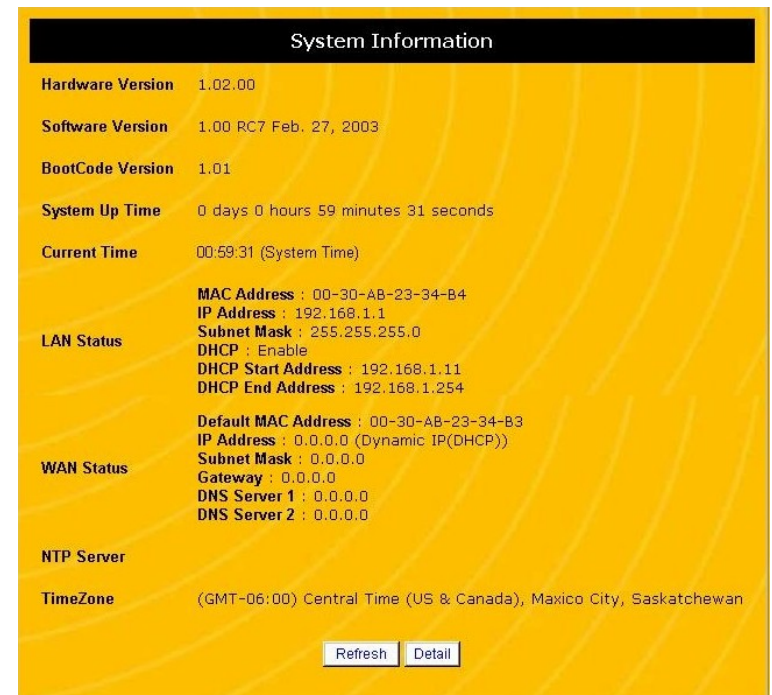 System Information
Hardware Version 1.02.00
Software Version 1.00 RC7 Feb. 27, 2003
BootCode Version 1.01
System Up Time 0 days 0 hours 59 minutes 31 seconds
Current Time 00:59:31 (System Time)
LAN Status
MAC Address : 00-30-AB-23-34-B4
IP Address : 192.168.1.1
Subnet Mask : 255.255.255.0
DHCP : Enable
DHCP Start Address : 192.168.1.11
DHCP End Address : 192.168.1.254
WAN Status
Default MAC Address : 00-30-AB-23-34-B3
IP Address : 0.0.0.0 (Dynamic IP(DHCP))
Subnet Mask : 0.0.0.0
Gateway : 0.0.0.0
DNS Server 1 : 0.0.0.0
DNS Server 2 : 0.0.0.0
NTP Server
TimeZone (GMT-06:00) Central Time (US & Canada), Maxico City, Saskatchewan
Refresh Detail